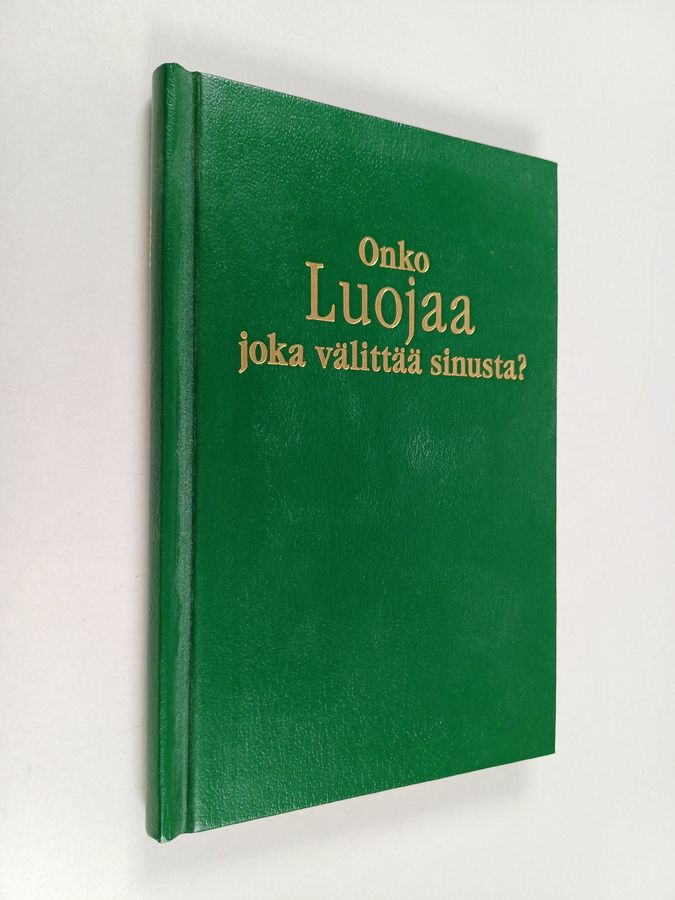 Onko
Luojaa
joka välittää sinusta?